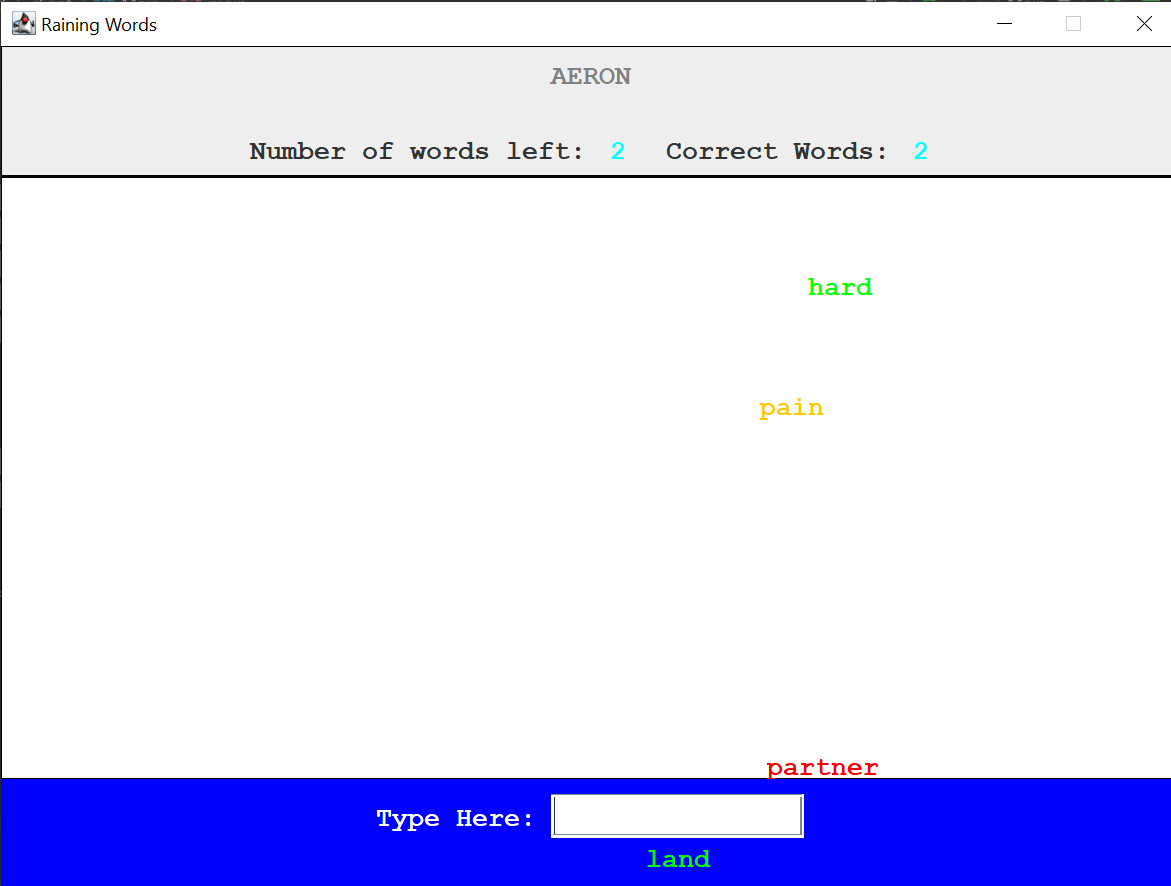 Raining Words
AERON
Number of words left: 2 Correct Words: 2
hard
pain
partner
Type Here:
land